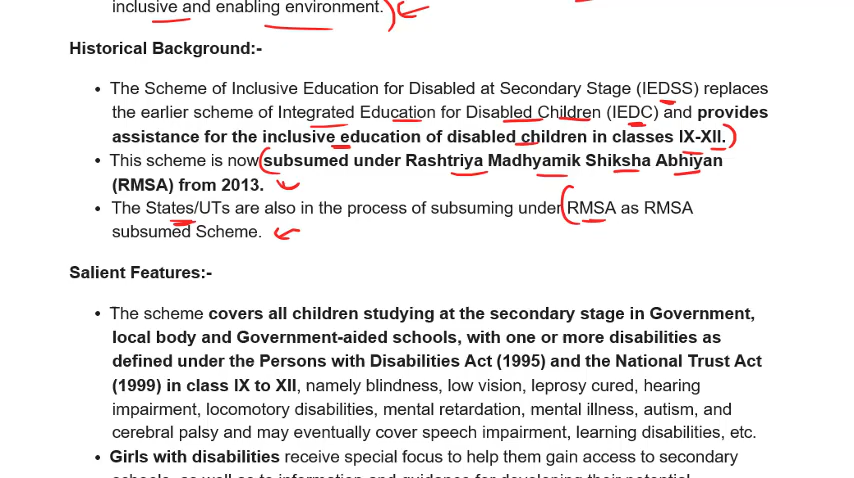 inclusive and enabling environment.
Historical Background:-
• The Scheme of Inclusive Education for Disabled at Secondary Stage (IEDSS) replaces
the earlier scheme of Integrated Education for Disabled Children (IEDC) and provides
assistance for the inclusive education of disabled children in classes IX-XII.
• This scheme is now subsumed under Rashtriya Madhyamik Shiksha Abhiyan
(RMSA) from 2013.
• The States/UTs are also in the process of subsuming under RMSA as RMSA
subsumed Scheme.
Salient Features:-
• The scheme covers all children studying at the secondary stage in Government,
local body and Government-aided schools, with one or more disabilities as
defined under the Persons with Disabilities Act (1995) and the National Trust Act
(1999) in class IX to XII, namely blindness, low vision, leprosy cured, hearing
impairment, locomotory disabilities, mental retardation, mental illness, autism, and
cerebral palsy and may eventually cover speech impairment, learning disabilities, etc.
• Girls with disabilities receive special focus to help them gain access to secondary